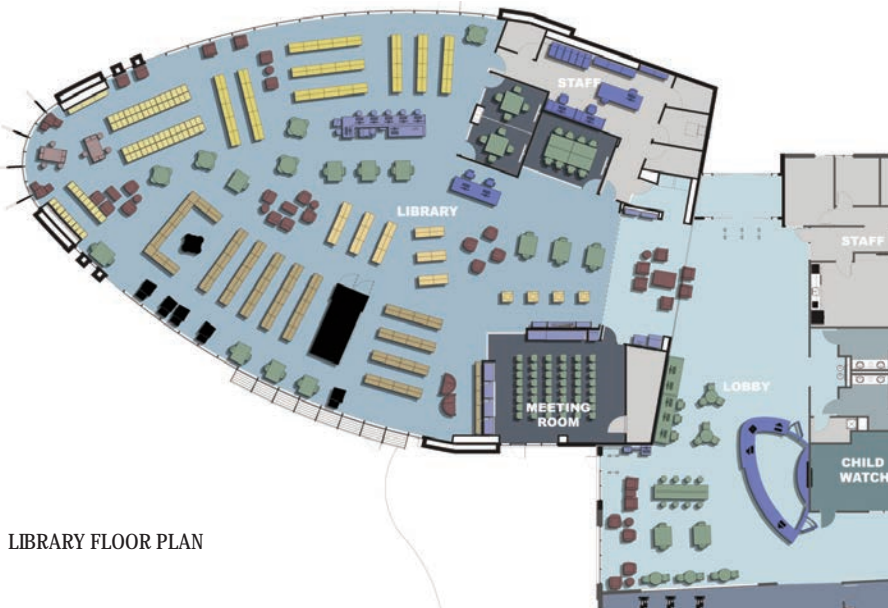 STAFF
LIBRARY
STAFF
LOBBY
MEETING
ROOM
CHILD
WATCH
LIBRARY FLOOR PLAN